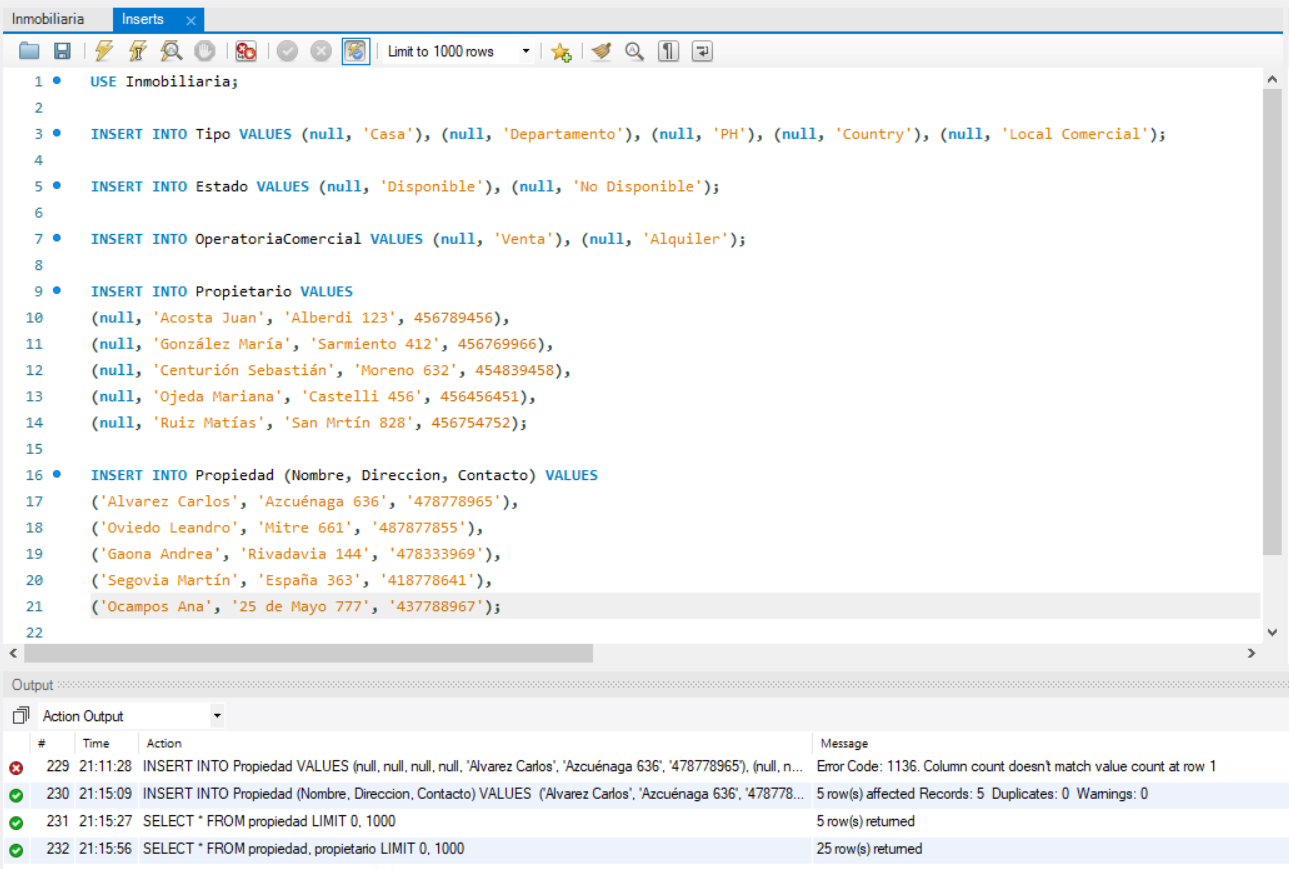 Inmobiliaria Inserts ×
Limit to 1000 rows
1 USE Inmobiliaria;
2
3 INSERT INTO Tipo VALUES (null, 'Casa'), (null, 'Departamento'), (null, 'PH'), (null, 'Country'), (null, 'Local Comercial');
4
5 INSERT INTO Estado VALUES (null, 'Disponible'), (null, 'No Disponible');
6
7 INSERT INTO OperatoriaComercial VALUES (null, 'Venta'), (null, 'Alquiler');
8
9 INSERT INTO Propietario VALUES
10 (null, 'Acosta Juan', 'Alberdi 123', 456789456),
11 (null, 'González María', 'Sarmiento 412', 456769966),
12 (null, 'Centurión Sebastián', 'Moreno 632', 454839458),
13 (null, 'Ojeda Mariana', 'Castelli 456', 456456451),
14 (null, 'Ruiz Matías', 'San Mrtín 828', 456754752);
15
16 INSERT INTO Propiedad (Nombre, Direccion, Contacto) VALUES
17 ('Alvarez Carlos', 'Azcuénaga 636', '478778965'),
18 ('Oviedo Leandro', 'Mitre 661', '487877855'),
19 ('Gaona Andrea', 'Rivadavia 144', '478333969'),
20 ('Segovia Martín', 'España 363', '418778641'),
21 ('Ocampos Ana', '25 de Mayo 777', '437788967');
22
Output
Action Output
# Time Action Message
229 21:11:28 INSERT INTO Propiedad VALUES (null, null, null, null, 'Alvarez Carlos', 'Azcuénaga 636', '478778965'), (null, n... Error Code: 1136. Column count doesn't match value count at row 1
230 21:15:09 INSERT INTO Propiedad (Nombre, Direccion, Contacto) VALUES ('Alvarez Carlos', 'Azcuénaga 636', '478778... 5 row(s) affected Records: 5 Duplicates: 0 Warnings: 0
231 21:15:27 SELECT * FROM propiedad LIMIT 0, 1000 5 row(s) returned
232 21:15:56 SELECT * FROM propiedad, propietario LIMIT 0, 1000 25 row(s) returned